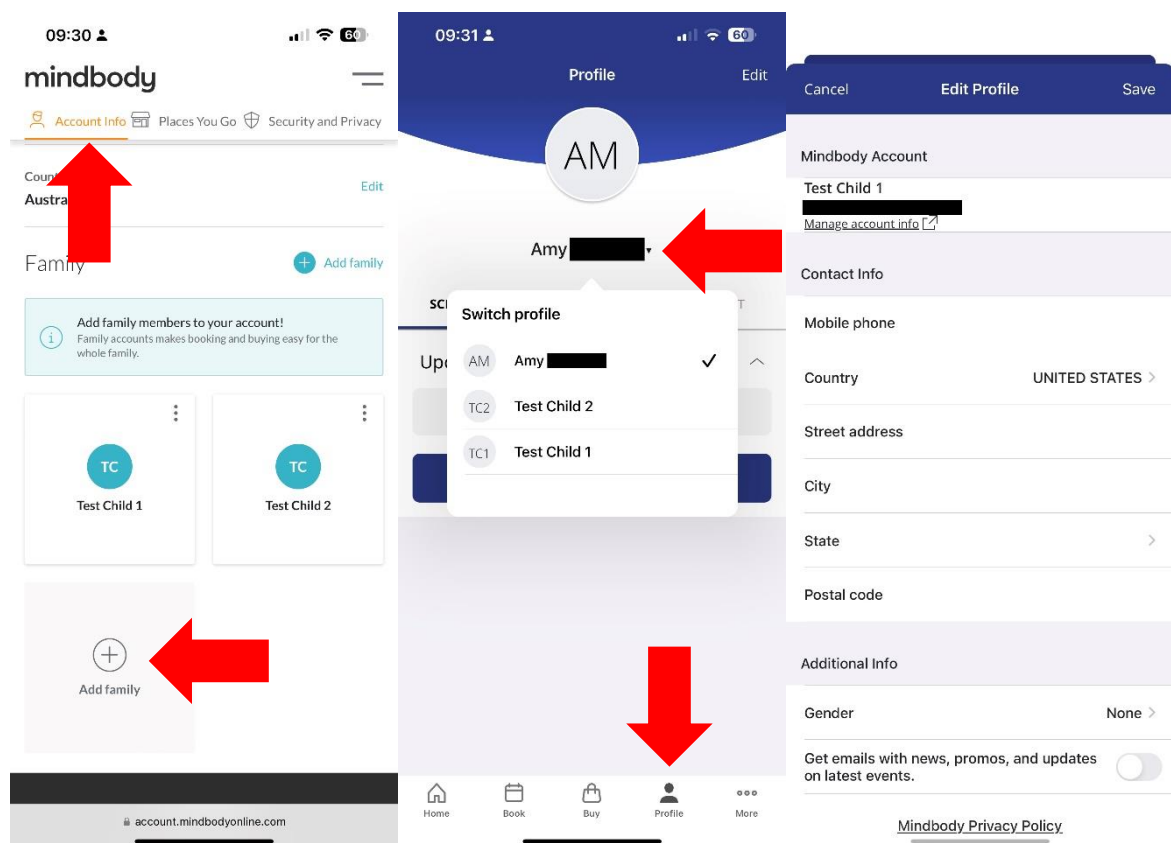 09:30
60
mindbody
Account Info Places You Go Security and Privacy
Coun
Austra
Edit
Family
Add family
Add family members to your account!
Family accounts makes booking and buying easy for the
whole family.
TC
Test Child 1
TC
Test Child 2
Add family
account.mindbodyonline.com
09:31
60
Profile
Edit
AM
Amy
SC
T
Switch profile
Upc
AM Amy
TC2 Test Child 2
TC1 Test Child 1
Home Book Buy Profile More
Cancel Edit Profile Save
Mindbody Account
Test Child 1
Manage account info
Contact Info
Mobile phone
Country UNITED STATES
Street address
City
State
Postal code
Additional Info
Gender None
Get emails with news, promos, and updates
on latest events.
Mindbody Privacy Policy